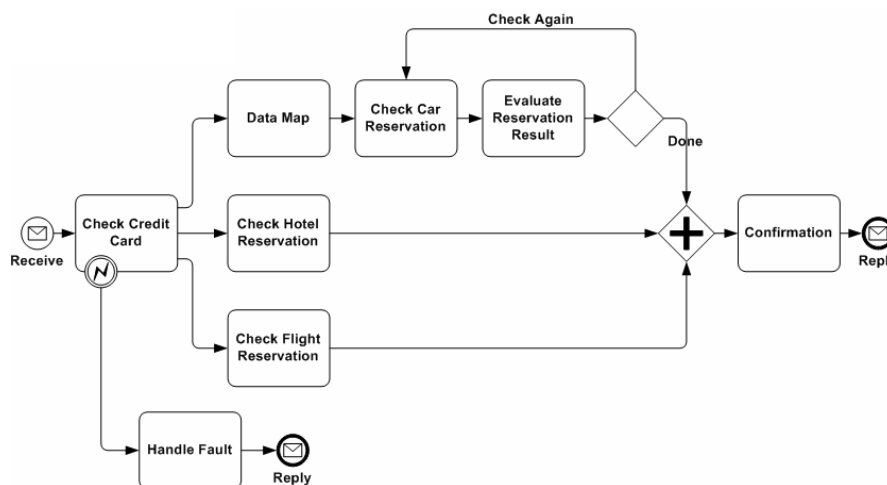 Check Again
Data Map
Check Car
Reservation
Evaluate
Reservation
Result
Done
Check Credit
Card
Receive
Check Hotel
Reservation
Confirmation
Repl
Check Flight
Reservation
Handle Fault
Reply